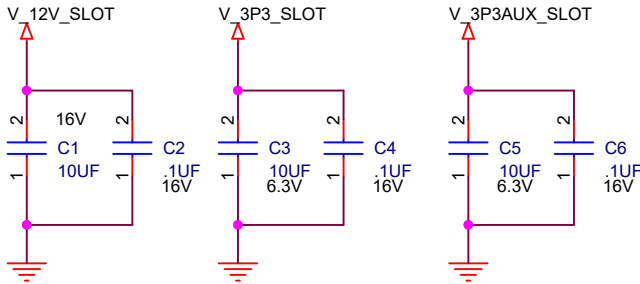 V_12V_SLOT V_3P3_SLOT V_3P3AUX_SLOT
2 16V 2 2 2 2 2
C1 C2 C3 C4 C5 C6
1 10UF 1 .1UF 1 10UF 1 .1UF 1 10UF 1 .1UF
16V 6.3V 16V 6.3V 16V